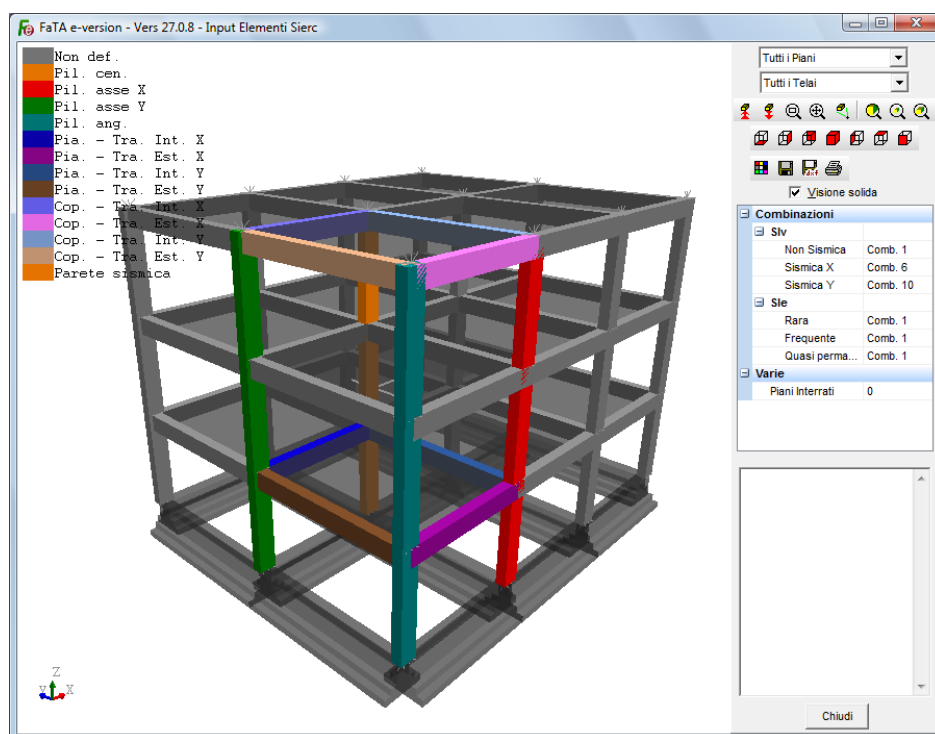 FaTA e-version - Vers 27.0.8 - Input Elementi Sierc
Non def.
Pil. cen.
Pil. asse X
Pil. asse Y
Pil. ang.
Pia. - Tra. Int. X
Pia. - Tra. Est. X
Pia. - Tra. Int. Y
Pia. - Tra. Est. Y
Cop. - Tra. Int. X
Cop. - Tra. Est. X
Cop. - Tra. Int. Y
Cop. - Tra. Est. Y
Parete sismica
Z
Y X
Tutti i Piani
Tutti i Telai
dxf
Visione solida
Combinazioni
Slv
Non Sismica Comb. 1
Sismica X Comb. 6
Sismica Y Comb. 10
Sle
Rara Comb. 1
Frequente Comb. 1
Quasi perma... Comb. 1
Varie
Piani Interrati 0
Chiudi